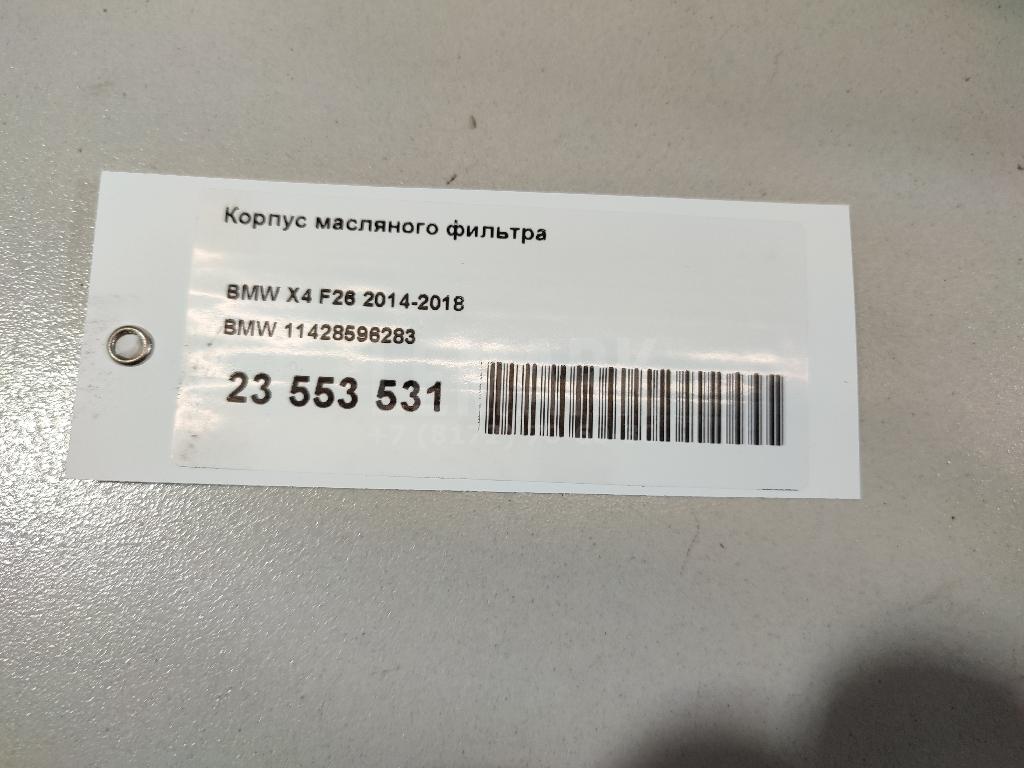 Корпус масляного фильтра
BMW X4 F26 2014-2018
BMW 11428596283
23 553 531